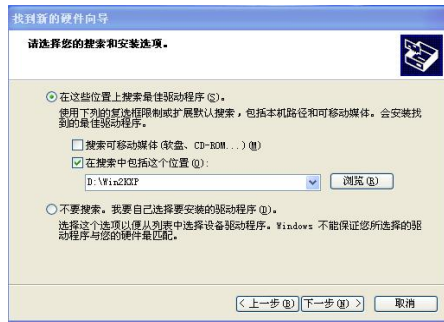 找到新的硬件向导
请选择您的搜索和安装选项。
在这些位置上搜索最佳驱动程序(S)。
使用下列的复选框限制或扩展默认搜索，包括本机路径和可移动媒体。会安装找
到的最佳驱动程序。
搜索可移动媒体(软盘、CD-ROM...)(M)
在搜索中包括这个位置(O):
D:\Win2KXP
浏览(R)
不要搜索。我要自己选择要安装的驱动程序(D)。
选择这个选项以便从列表中选择设备驱动程序。Windows 不能保证您所选择的驱
动程序与您的硬件最匹配。
< 上一步(B) 下一步(N) > 取消